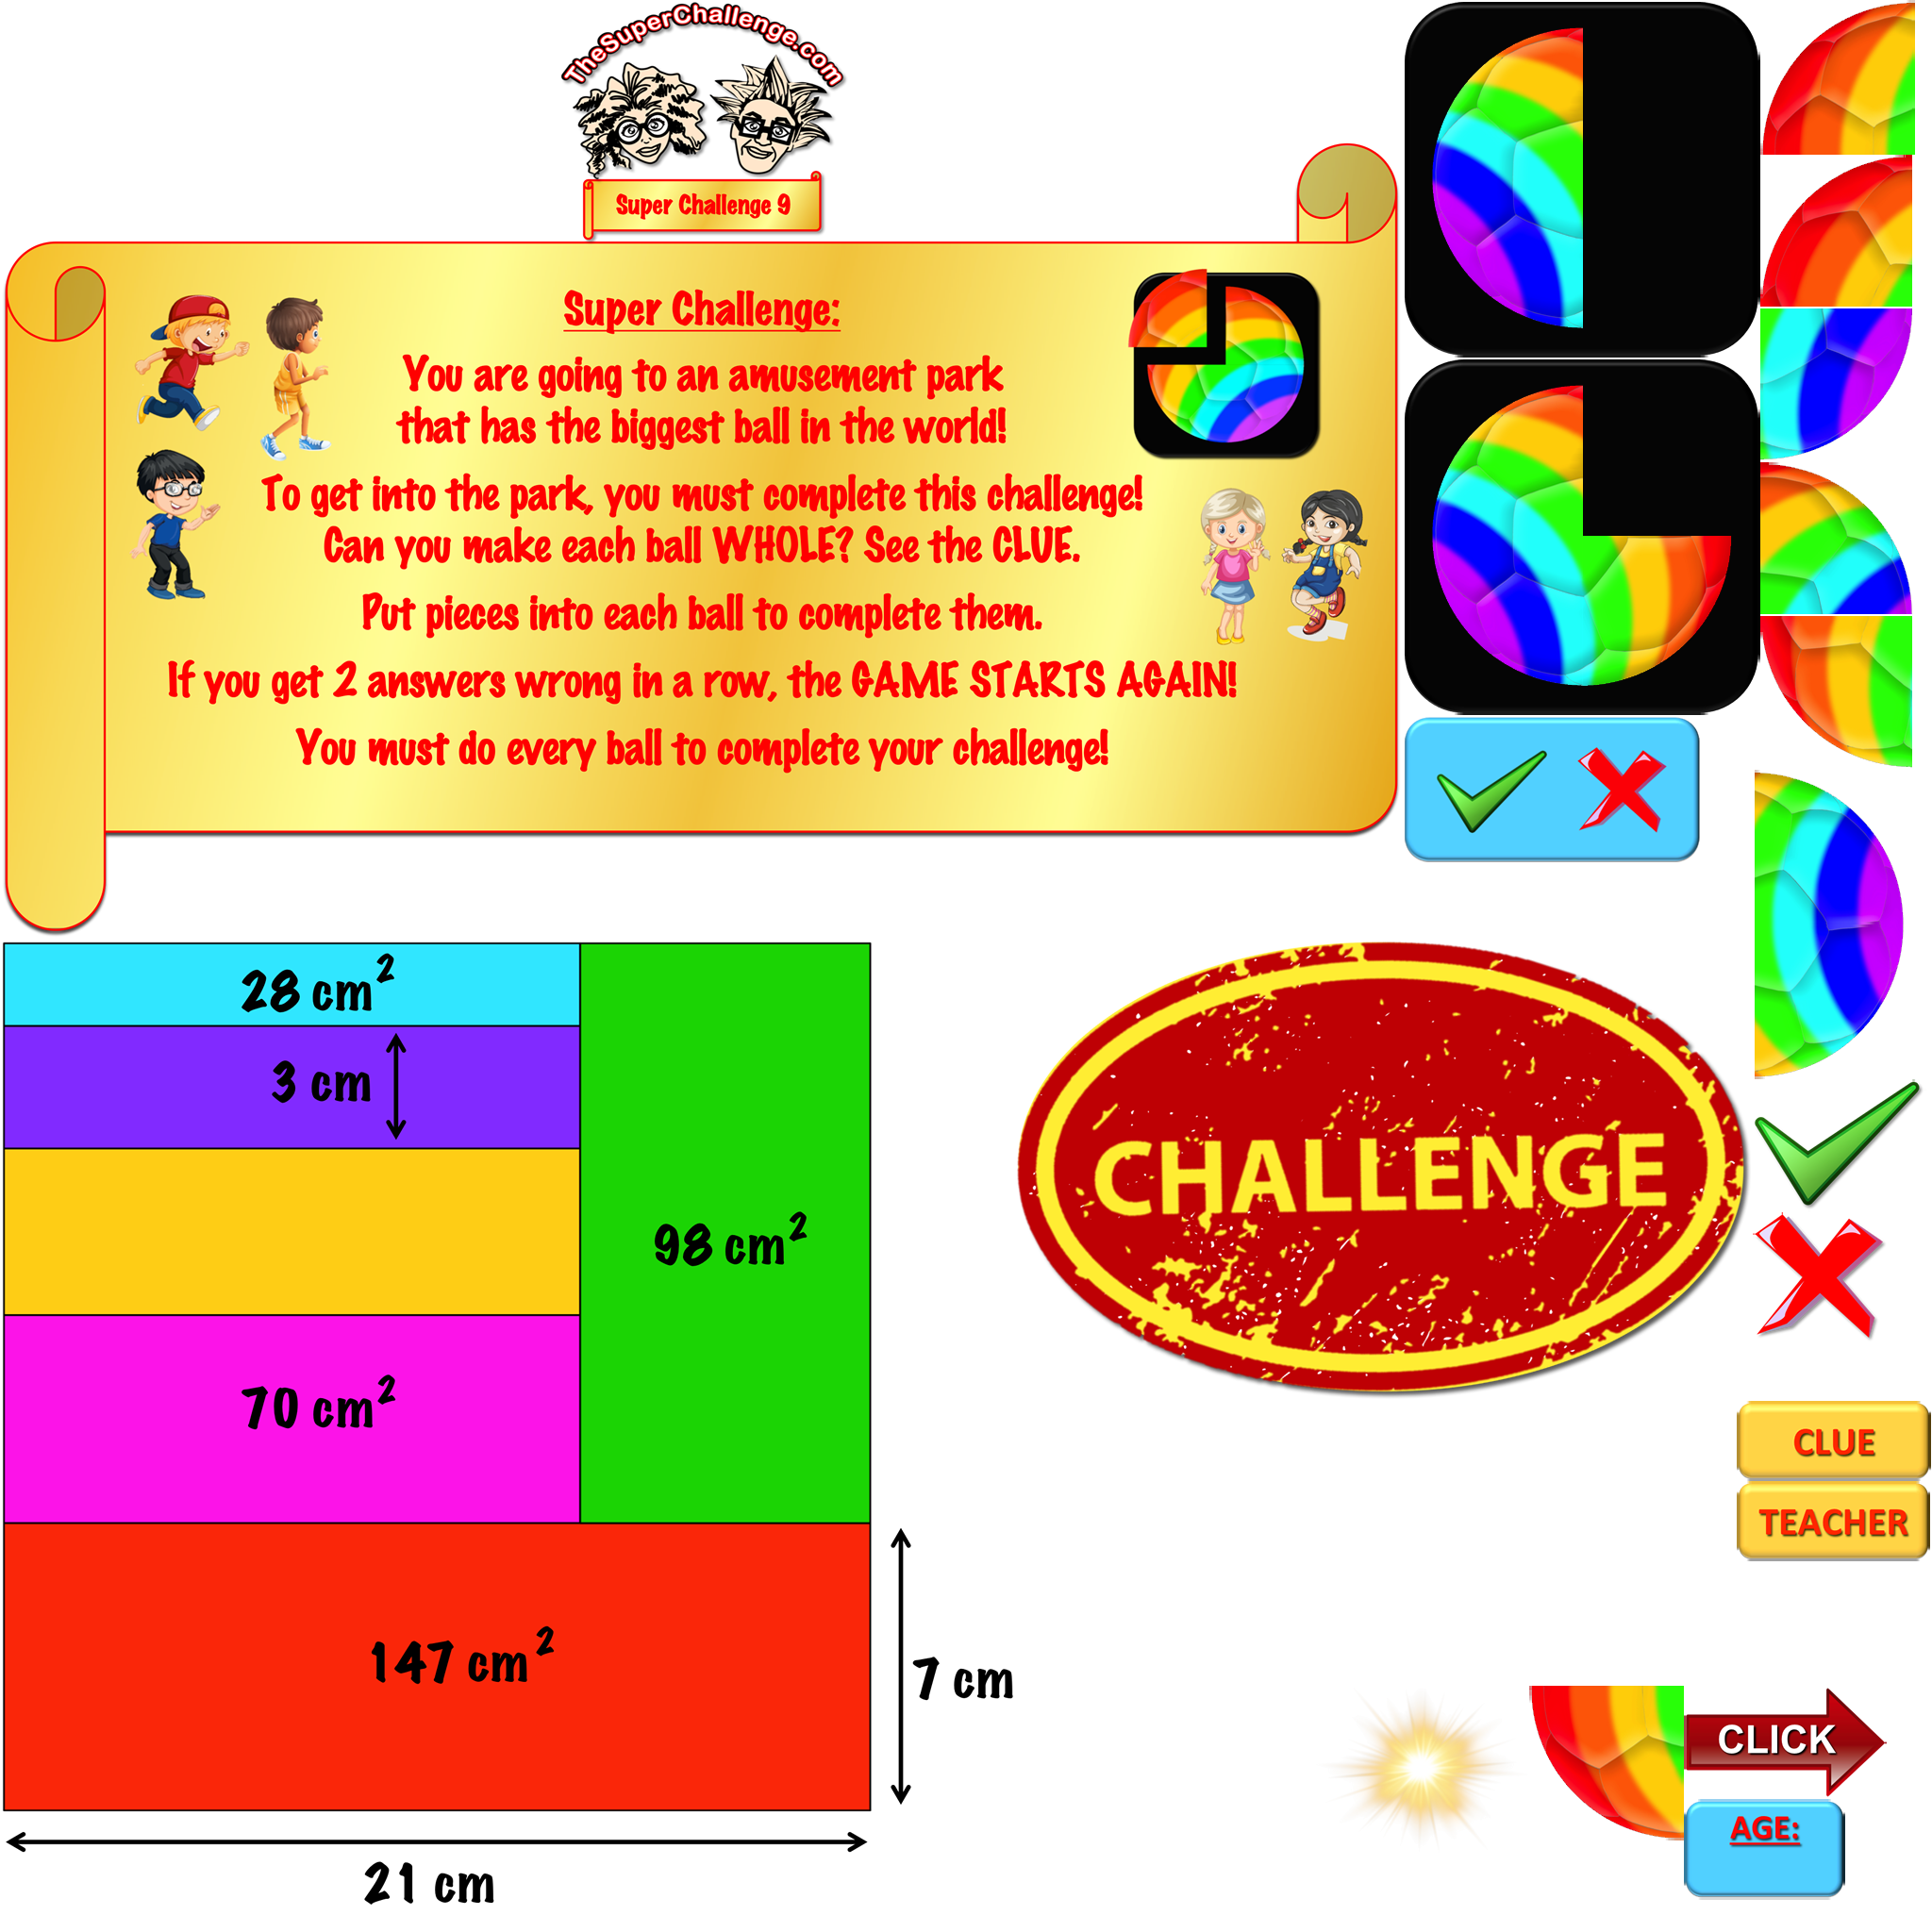 TheSuperChallenge.com
Super Challenge 9
Super Challenge:
You are going to an amusement park
that has the biggest ball in the world!
To get into the park, you must complete this challenge!
Can you make each ball WHOLE? See the CLUE.
Put pieces into each ball to complete them.
If you get 2 answers wrong in a row, the GAME STARTS AGAIN!
You must do every ball to complete your challenge!
28 cm²
3 cm
98 cm²
70 cm²
147 cm²
7 cm
21 cm
CHALLENGE
CLUE
TEACHER
CLICK
AGE: